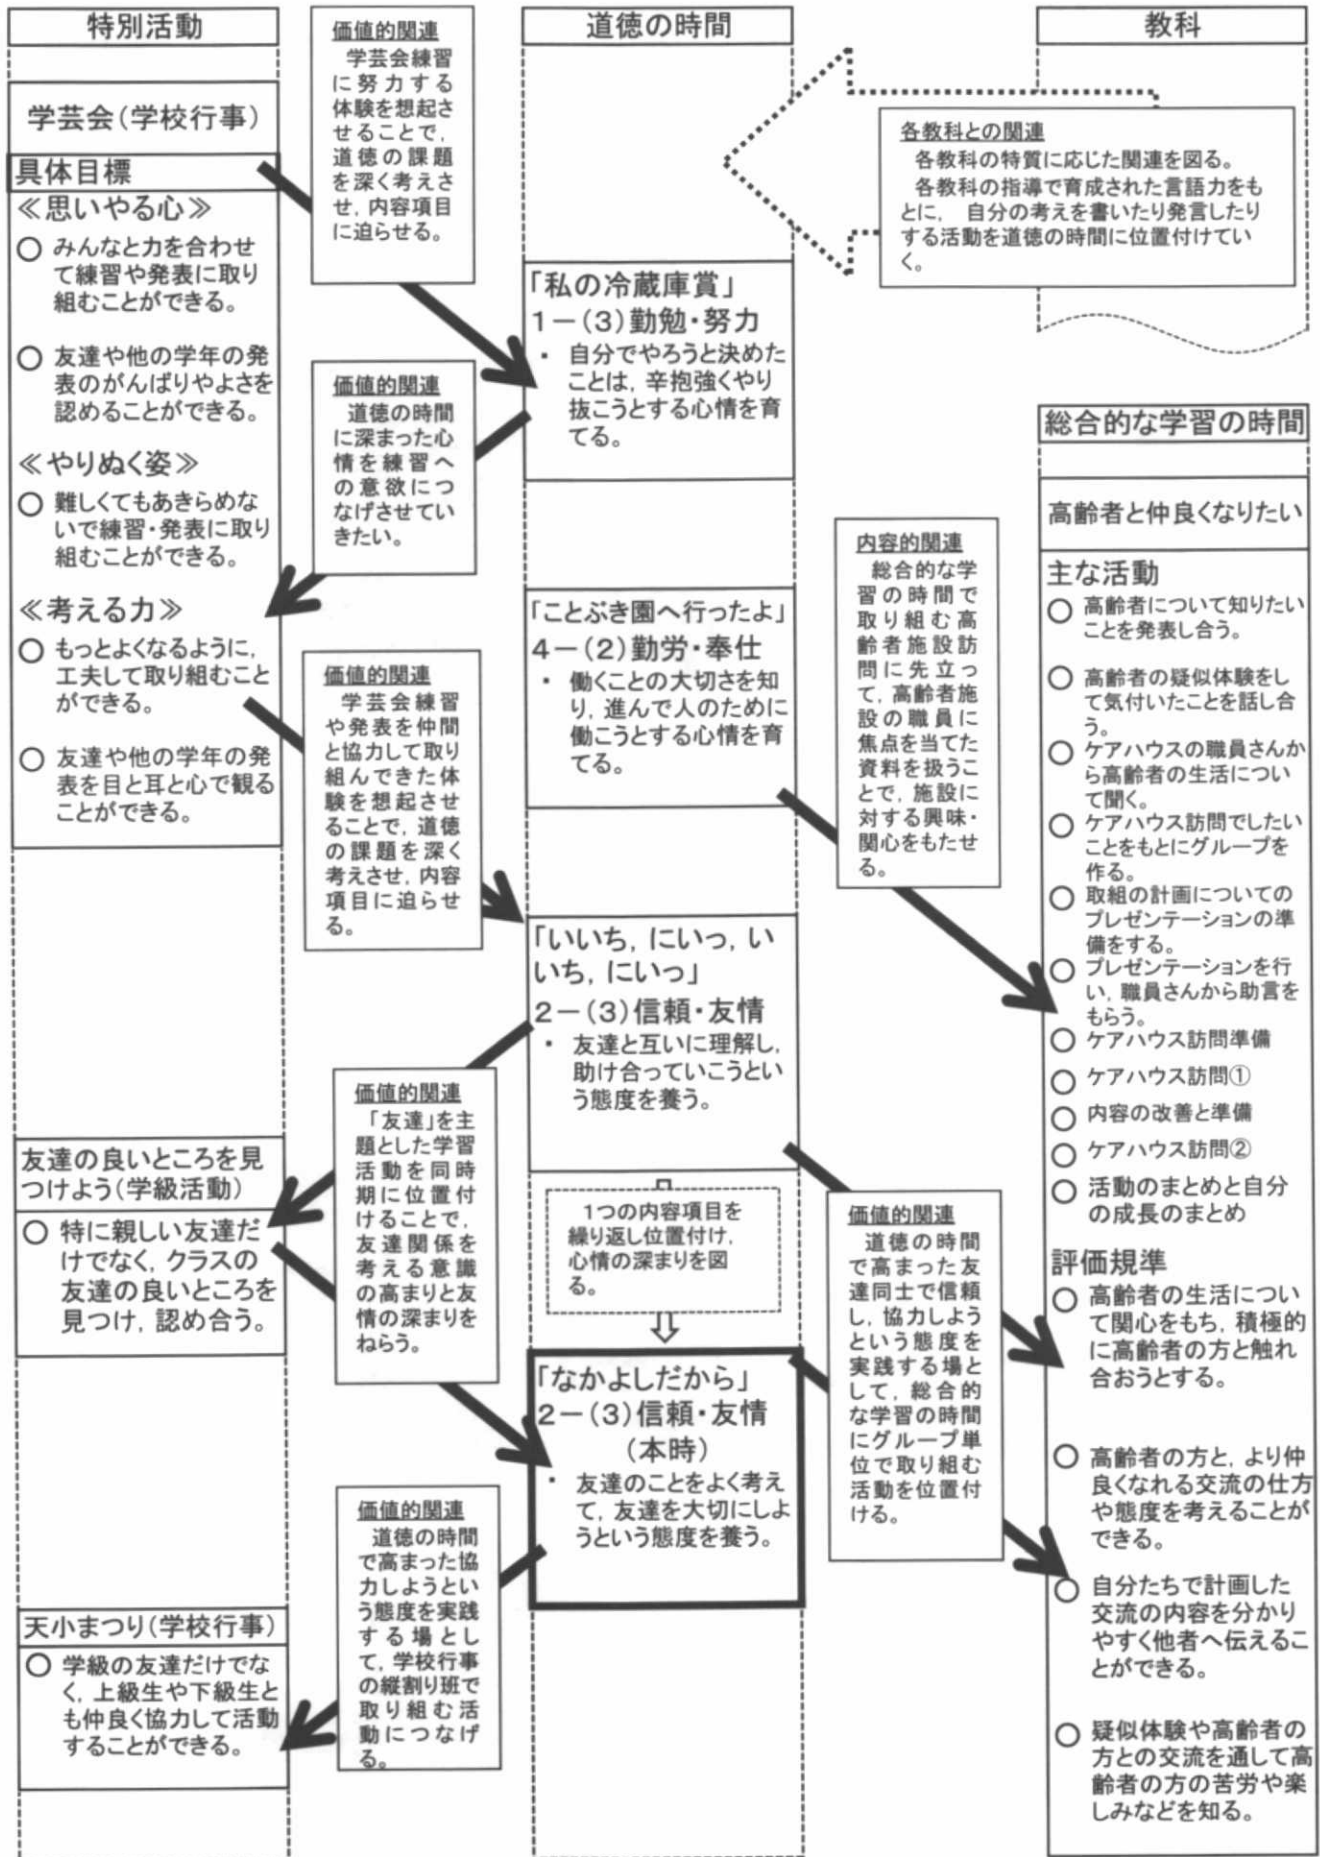 特別活動
学芸会（学校行事）
具体目標
≪思いやる心≫
○ みんなと力を合わせ
て練習や発表に取り
組むことができる。
○ 友達や他の学年の発
表のがんばりやよさを
認めることができる。
≪やりぬく姿≫
○ 難しくてもあきらめな
いで練習・発表に取り
組むことができる。
≪考える力≫
○ もっとよくなるように，
工夫して取り組むこと
ができる。
○ 友達や他の学年の発
表を目と耳と心で観る
ことができる。
友達の良いところを見
つけよう（学級活動）
○ 特に親しい友達だ
けでなく，クラスの
友達の良いところを
見つけ，認め合う。
天小まつり（学校行事）
○ 学級の友達だけでな
く，上級生や下級生と
も仲良く協力して活動
することができる。
価値的関連
学芸会練習
に努力する
体験を想起さ
せることで，
道徳の課題
を深く考えさ
せ，内容項目
に迫らせる。
価値的関連
道徳の時間
に深まった心
情を練習へ
の意欲につ
なげさせてい
きたい。
価値的関連
学芸会練習
や発表を仲間
と協力して取り
組んできた体
験を想起させ
ることで，道徳
の課題を深く
考えさせ，内容
項目に迫らせ
る。
価値的関連
「友達」を主
題とした学習
活動を同時
期に位置付
けることで，
友達関係を
考える意識
の高まりと友
情の深まりを
ねらう。
価値的関連
道徳の時間
で高まった協
力しようとい
う態度を実践
する場とし
て，学校行事
の縦割り班で
取り組む活
動につなげ
る。
道徳の時間
「私の冷蔵庫賞」
1－（3）勤勉・努力
・ 自分でやろうと決めた
ことは，辛抱強くやり
抜こうとする心情を育
てる。
「ことぶき園へ行ったよ」
4－（2）勤労・奉仕
・ 働くことの大切さを知
り，進んで人のために
働こうとする心情を育
てる。
「いいち，にいっ，い
いち，にいっ」
2－（3）信頼・友情
・ 友達と互いに理解し，
助け合っていこうとい
う態度を養う。
1つの内容項目を
繰り返し位置付け，
心情の深まりを図
る。
「なかよしだから」
2－（3）信頼・友情
（本時）
・ 友達のことをよく考え
て，友達を大切にしよ
うという態度を養う。
内容的関連
総合的な学
習の時間で
取り組む高
齢者施設訪
問に先立っ
て，高齢者施
設の職員に
焦点を当てた
資料を扱うこ
とで，施設に
対する興味・
関心をもたせ
る。
価値的関連
道徳の時間
で高まった友
達同士で信頼
し，協力しよう
という態度を
実践する場と
して，総合的
な学習の時間
にグループ単
位で取り組む
活動を位置付
ける。
教科
各教科との関連
各教科の特質に応じた関連を図る。
各教科の指導で育成された言語力をも
とに， 自分の考えを書いたり発言したり
する活動を道徳の時間に位置付けてい
く。
総合的な学習の時間
高齢者と仲良くなりたい
主な活動
○ 高齢者について知りたい
ことを発表し合う。
○ 高齢者の疑似体験をし
て気付いたことを話し合
う。
○ ケアハウスの職員さんか
ら高齢者の生活につい
て聞く。
○ ケアハウス訪問でしたい
ことをもとにグループを
作る。
○ 取組の計画についての
プレゼンテーションの準
備をする。
○ プレゼンテーションを行
い，職員さんから助言を
もらう。
○ ケアハウス訪問準備
○ ケアハウス訪問①
○ 内容の改善と準備
○ ケアハウス訪問②
○ 活動のまとめと自分
の成長のまとめ
評価規準
○ 高齢者の生活につい
て関心をもち，積極的
に高齢者の方と触れ
合おうとする。
○ 高齢者の方と，より仲
良くなれる交流の仕方
や態度を考えることが
できる。
○ 自分たちで計画した
交流の内容を分かり
やすく他者へ伝えるこ
とができる。
○ 疑似体験や高齢者の
方との交流を通して高
齢者の方の苦労や楽
しみなどを知る。